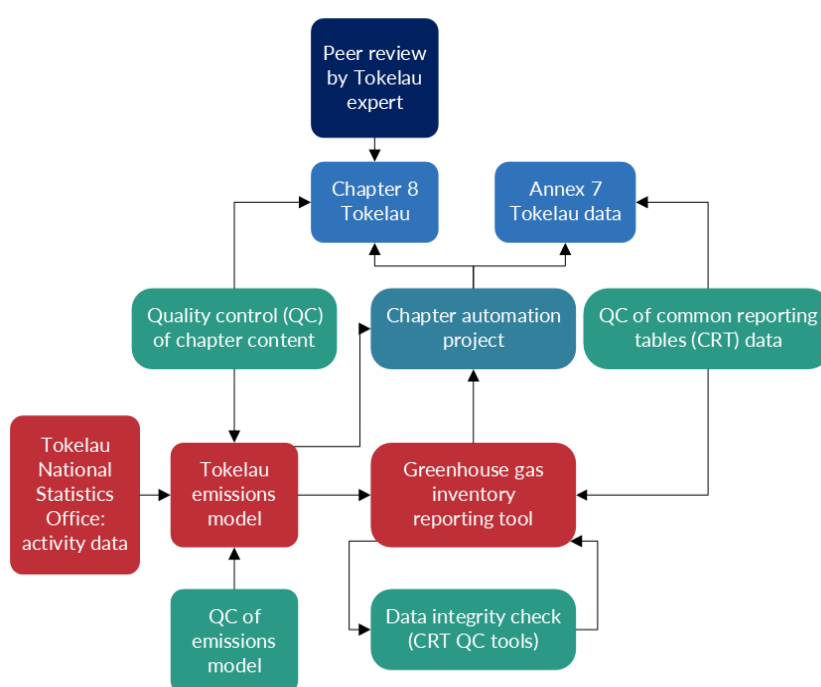 Peer review
by Tokelau
expert
Chapter 8
Tokelau
Annex 7
Tokelau data
Quality control (QC)
of chapter content
Chapter automation
project
QC of common reporting
tables (CRT) data
Tokelau
National
Statistics
Office:
activity data
Tokelau
emissions
model
Greenhouse gas
inventory
reporting tool
QC of
emissions
model
Data integrity check
(CRT QC tools)